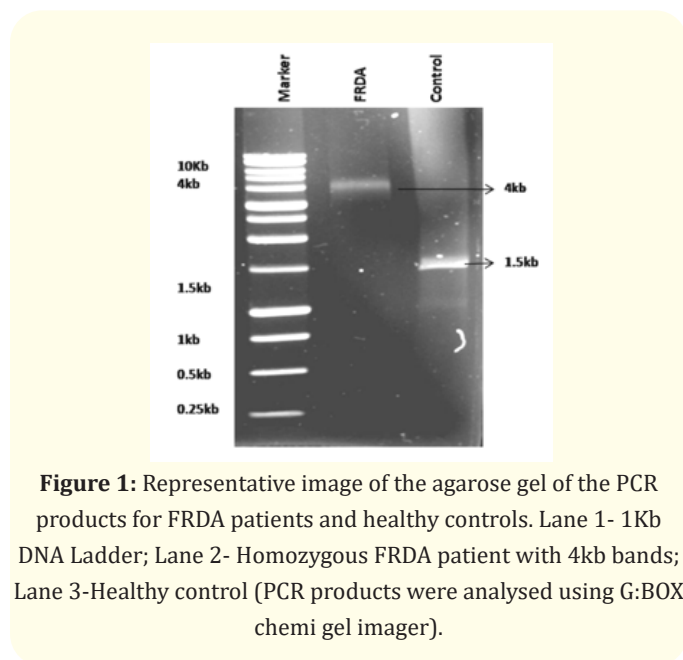 Marker
FRDA
Control
10Kb
4kb
4kb
1.5kb
1.5kb
1kb
0.5kb
0.25kb
Figure 1: Representative image of the agarose gel of the PCR
products for FRDA patients and healthy controls. Lane 1- 1Kb
DNA Ladder; Lane 2- Homozygous FRDA patient with 4kb bands;
Lane 3-Healthy control (PCR products were analysed using G:BOX
chemi gel imager).